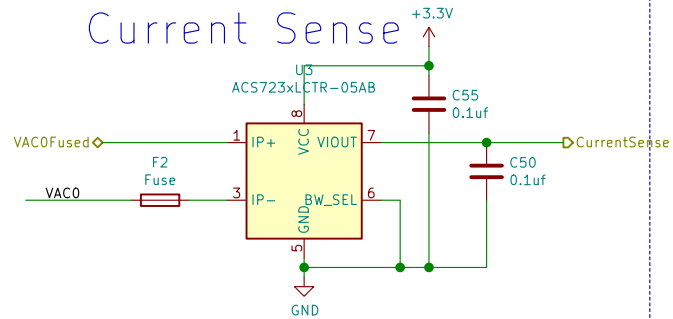 Current Sense
+3.3V
U3
ACS723xLCTR-05AB
C55
0.1uf
8
VCC
VAC0Fused
1
IP+
VIOUT
7
CurrentSense
F2
Fuse
C50
0.1uf
VAC0
3
IP-
BW_SEL
6
GND
5
GND